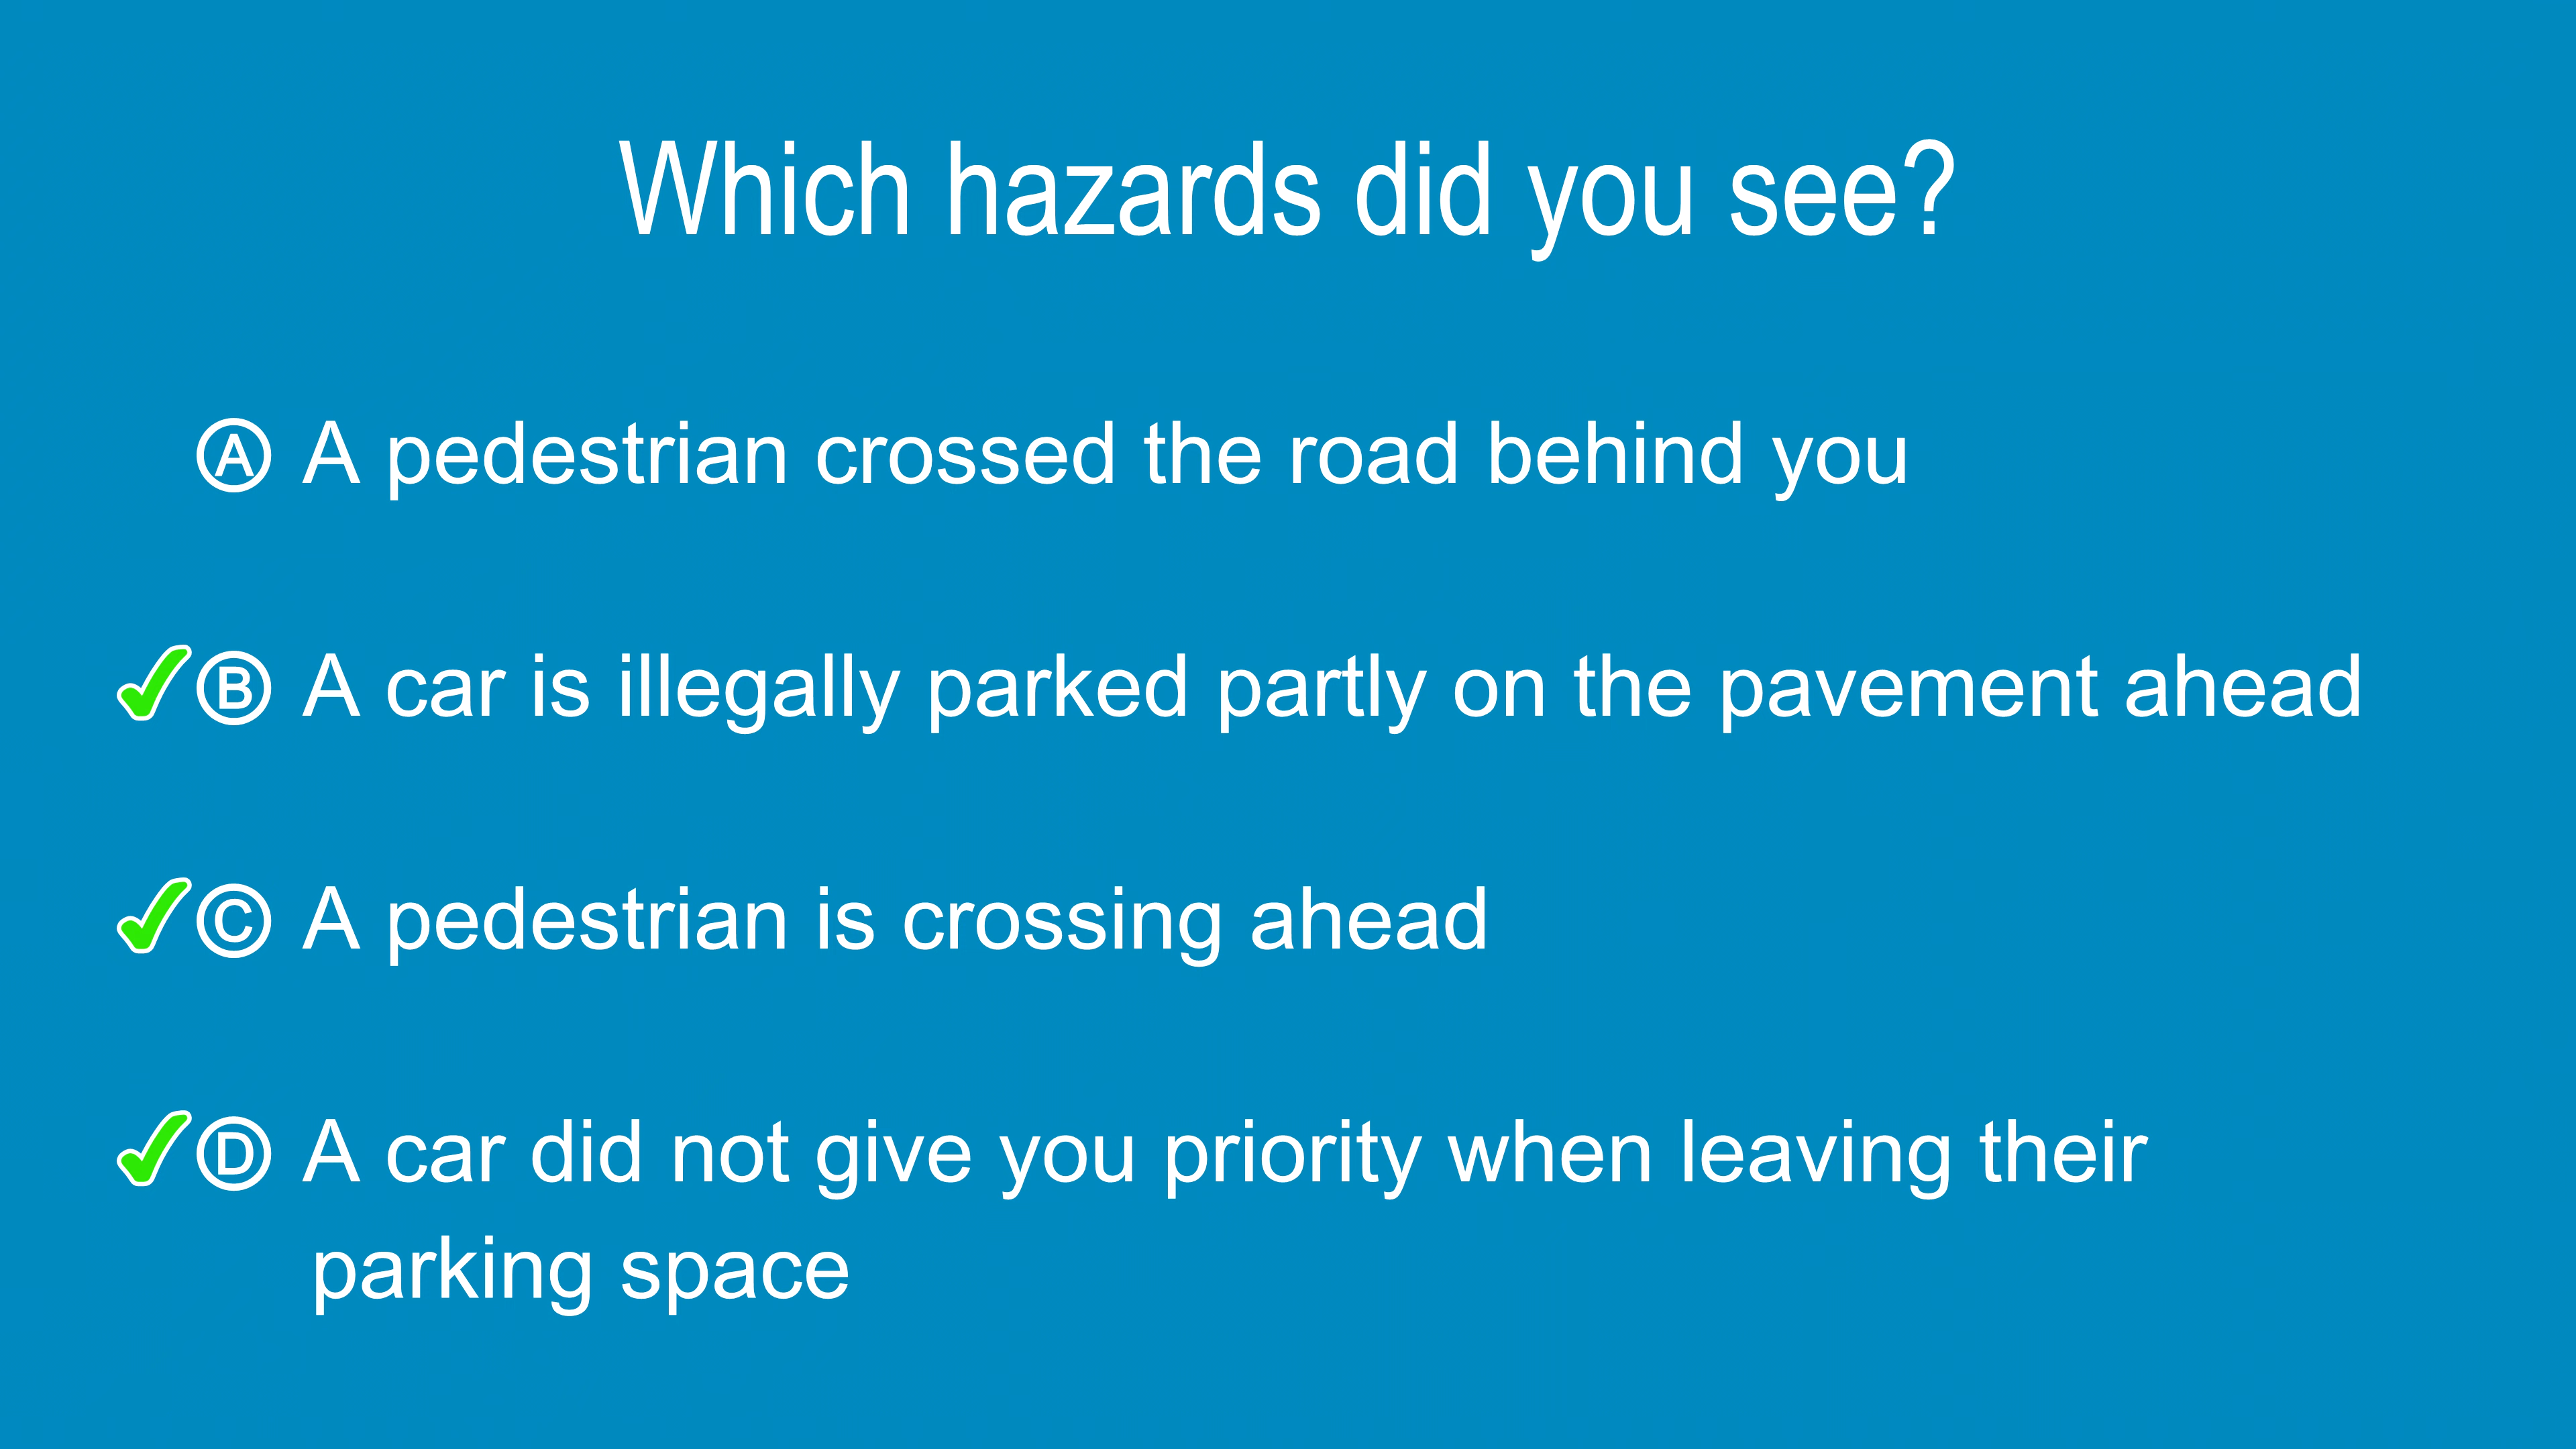 Which hazards did you see?
Ⓐ A pedestrian crossed the road behind you
✓Ⓑ A car is illegally parked partly on the pavement ahead
✓Ⓒ A pedestrian is crossing ahead
✓Ⓓ A car did not give you priority when leaving their
parking space